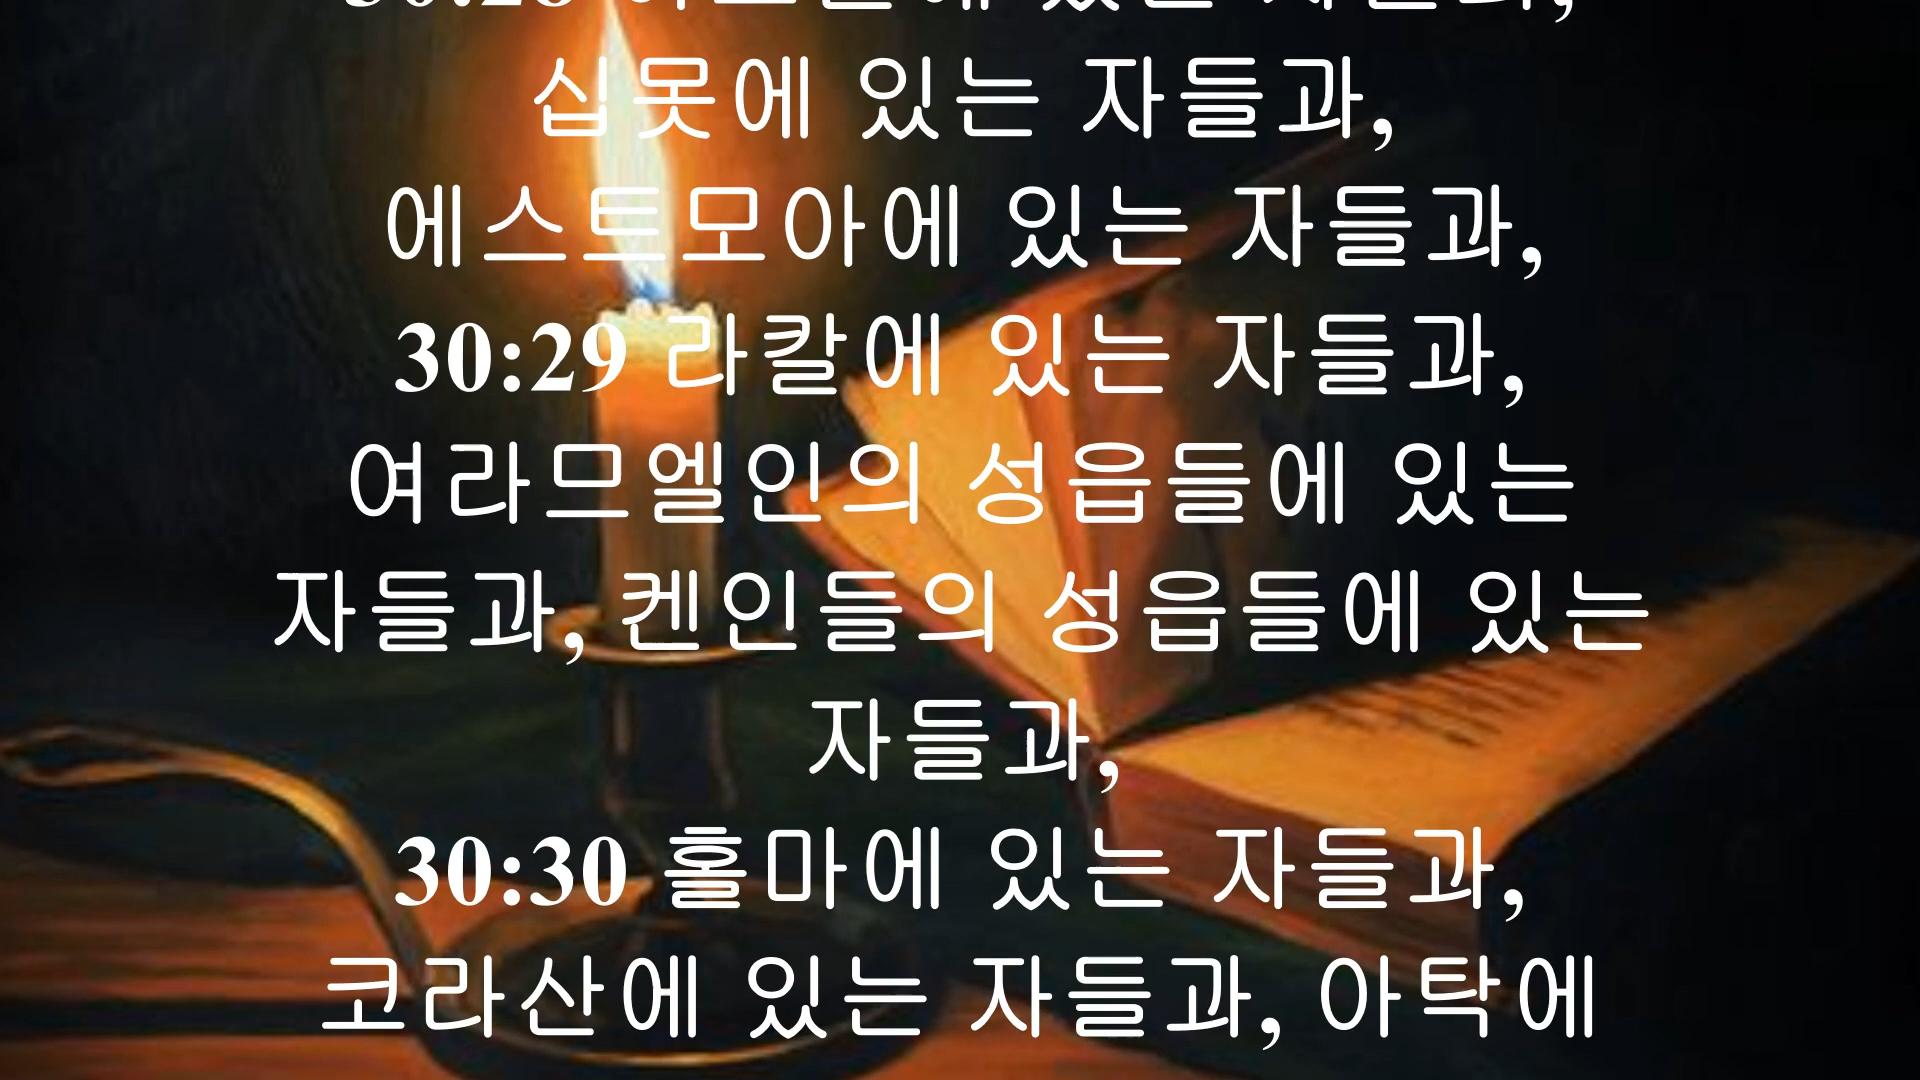 십못에 있는 자들과,
에스트모아에 있는 자들과,
30:29 라칼에 있는 자들과,
여라므엘인의 성읍들에 있는
자들과, 켄인들의 성읍들에 있는
자들과,
30:30 홀마에 있는 자들과,
코라산에 있는 자들과, 아탁에